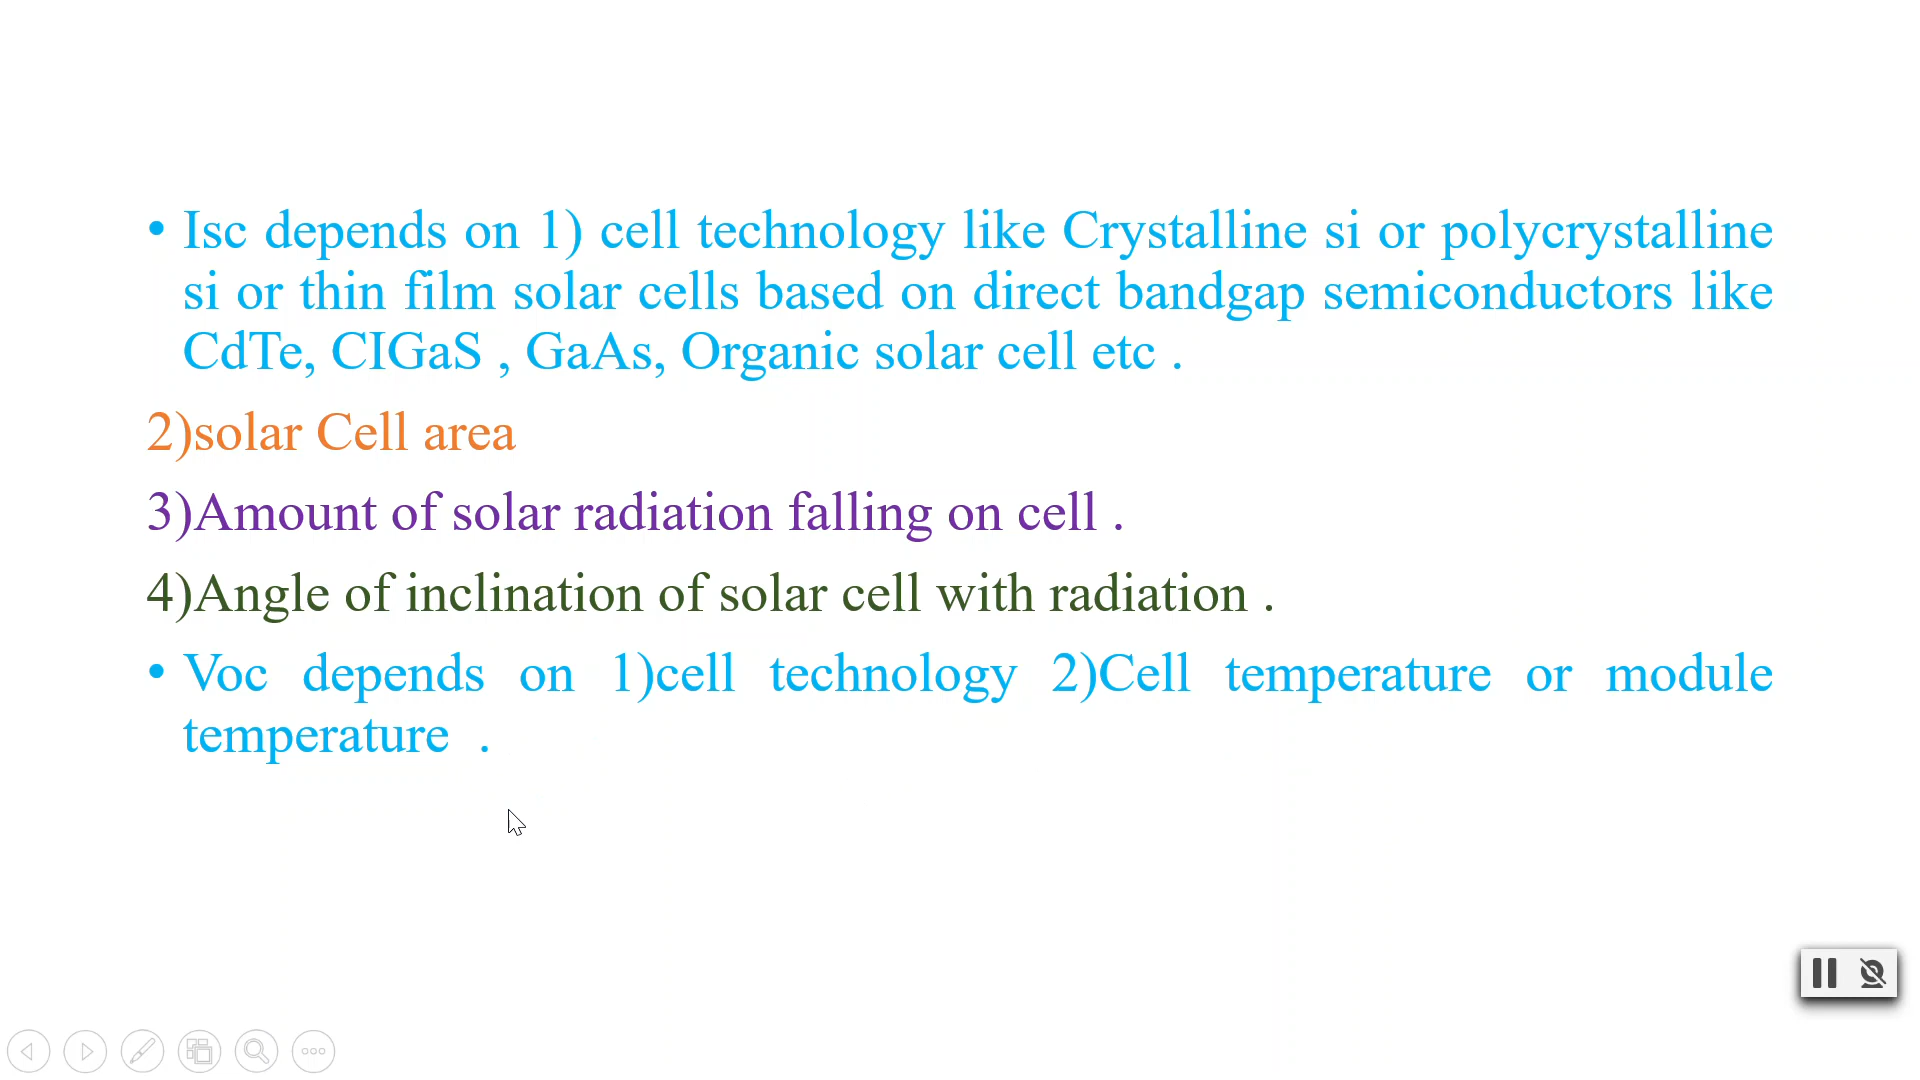 • Isc depends on 1) cell technology like Crystalline si or polycrystalline
si or thin film solar cells based on direct bandgap semiconductors like
CdTe, CIGaS , GaAs, Organic solar cell etc .
2)solar Cell area
3)Amount of solar radiation falling on cell .
4)Angle of inclination of solar cell with radiation .
• Voc depends on 1)cell technology 2)Cell temperature or module
temperature .